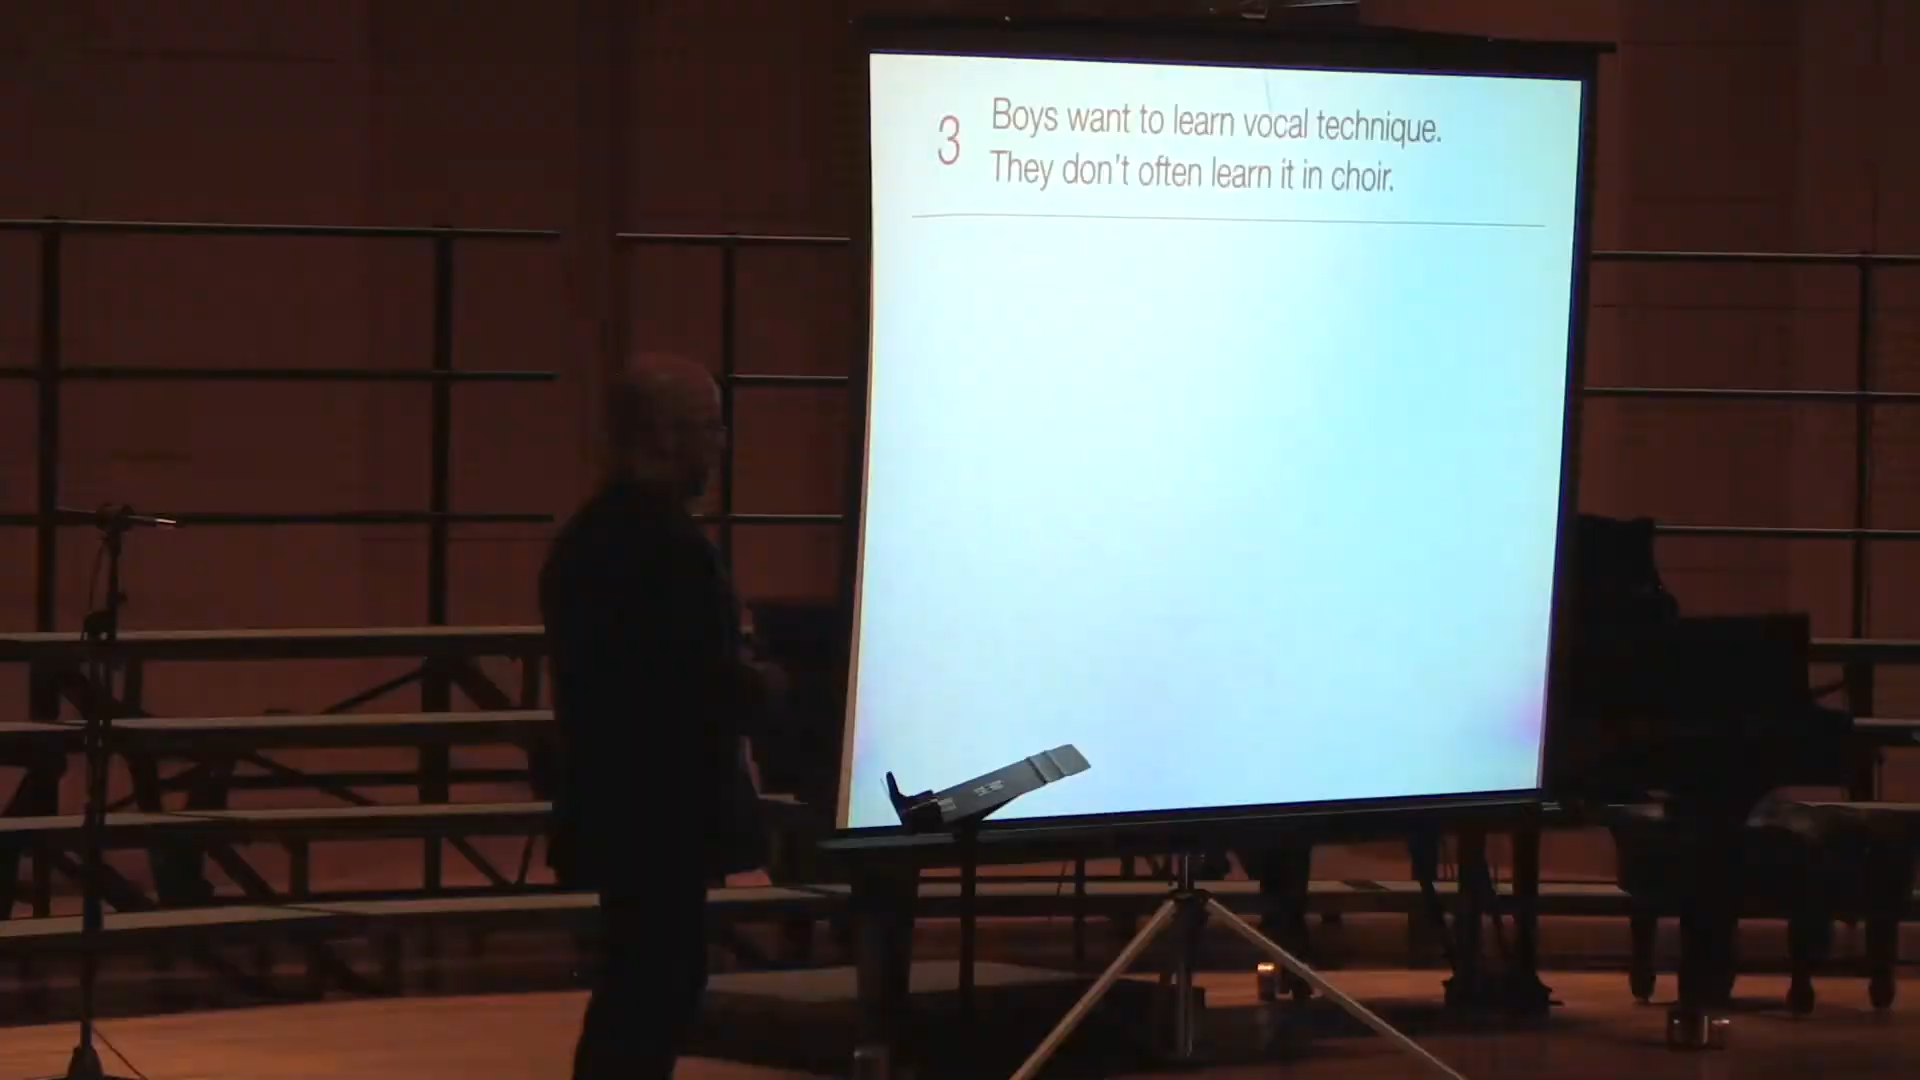 3 Boys want to learn vocal technique.
They don't often learn it in choir.